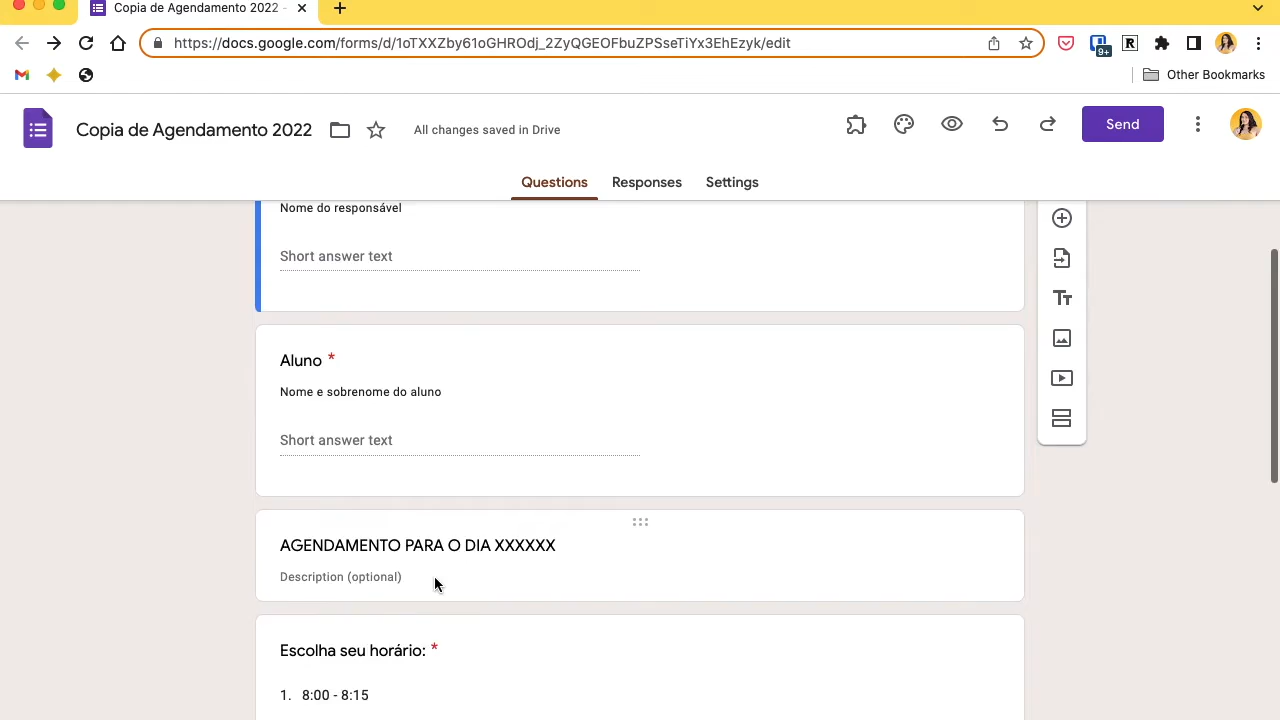 Copia de Agendamento 2022 -
https://docs.google.com/forms/d/1oTXXZby61oGHROdj_2ZyQGEOFbuZPSseTiYx3EhEzyk/edit
9+
Other Bookmarks
Copia de Agendamento 2022
All changes saved in Drive
Send
Questions
Responses
Settings
Nome do responsável
Short answer text
Aluno *
Nome e sobrenome do aluno
Short answer text
AGENDAMENTO PARA O DIA XXXXXX
Description (optional)
Escolha seu horário: *
1. 8:00 - 8:15